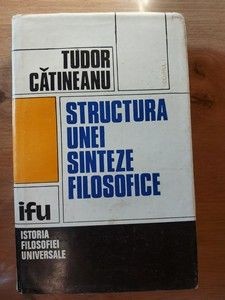 TUDOR
CĂTINEANU
STRUCTURA
UNEI
SINTEZE
FILOSOFICE
ifu
ISTORIA
FILOSOFIEI
UNIVERSALE